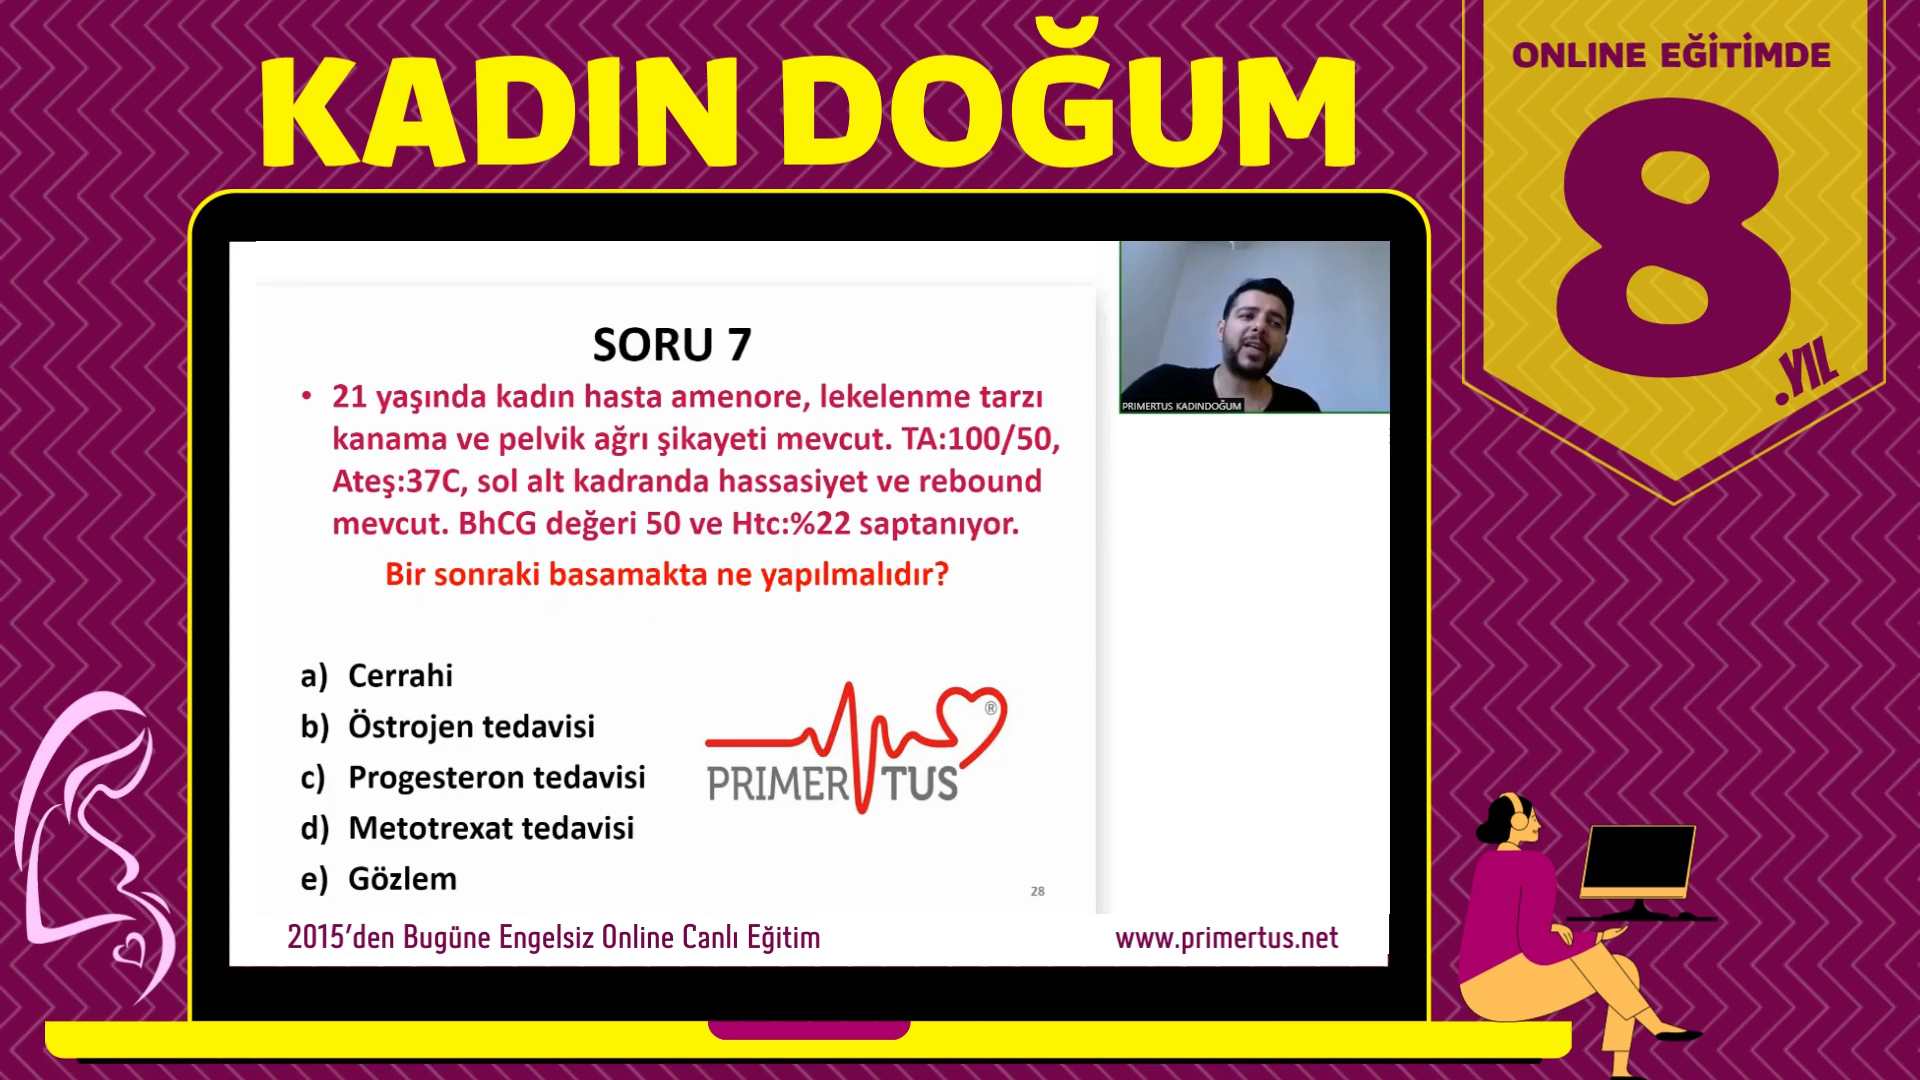 KADIN DOĞUM
ONLINE EĞİTİMDE
8
.YIL
PRIMERTUS KADINDOĞUM
SORU 7
• 21 yaşında kadın hasta amenore, lekelenme tarzı
kanama ve pelvik ağrı şikayeti mevcut. TA:100/50,
Ateş:37C, sol alt kadranda hassasiyet ve rebound
mevcut. BhCG değeri 50 ve Htc:%22 saptanıyor.
Bir sonraki basamakta ne yapılmalıdır?
a) Cerrahi
b) Östrojen tedavisi
c) Progesteron tedavisi
d) Metotrexat tedavisi
e) Gözlem
®
PRIMER TUS
28
2015’den Bugüne Engelsiz Online Canlı Eğitim
www.primertus.net